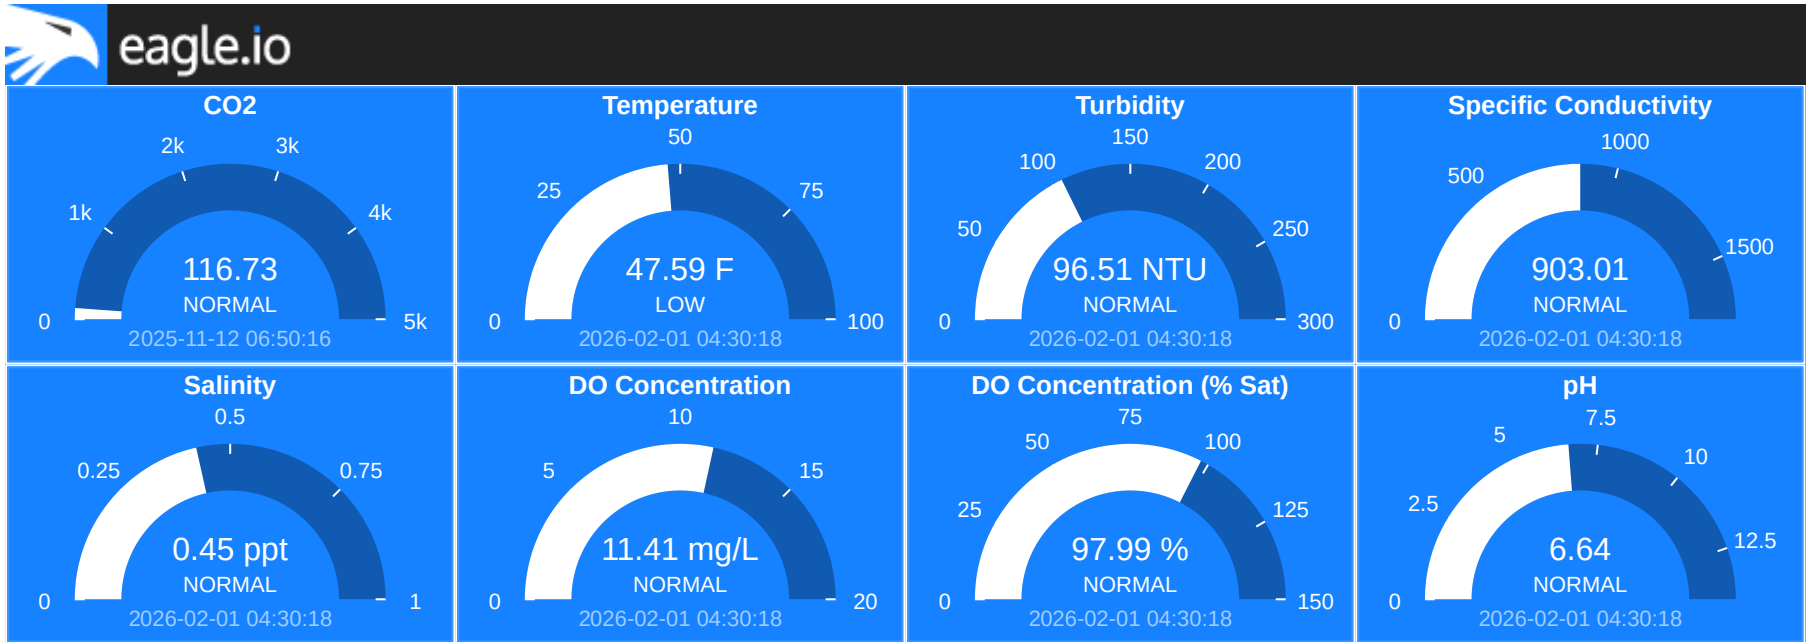 eagle.io
CO2
0
1k
2k
3k
4k
5k
116.73
NORMAL
2025-11-12 06:50:16
Temperature
0
25
50
75
100
47.59 F
LOW
2026-02-01 04:30:18
Turbidity
0
50
100
150
200
250
300
96.51 NTU
NORMAL
2026-02-01 04:30:18
Specific Conductivity
0
500
1000
1500
903.01
NORMAL
2026-02-01 04:30:18
Salinity
0
0.25
0.5
0.75
1
0.45 ppt
NORMAL
2026-02-01 04:30:18
DO Concentration
0
5
10
15
20
11.41 mg/L
NORMAL
2026-02-01 04:30:18
DO Concentration (% Sat)
0
25
50
75
100
125
150
97.99 %
NORMAL
2026-02-01 04:30:18
pH
0
2.5
5
7.5
10
12.5
6.64
NORMAL
2026-02-01 04:30:18